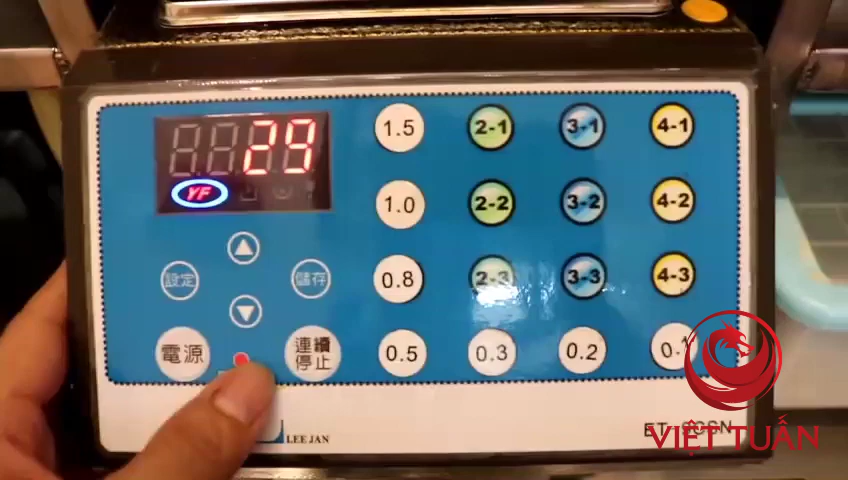 29
YF
1.5 2-1 3-1 4-1
1.0 2-2 3-2 4-2
設定 儲存
0.8 2-3 3-3 4-3
電源
連續
停止
0.5 0.3 0.2 0.1
LEE JAN
VIỆT TUẤN